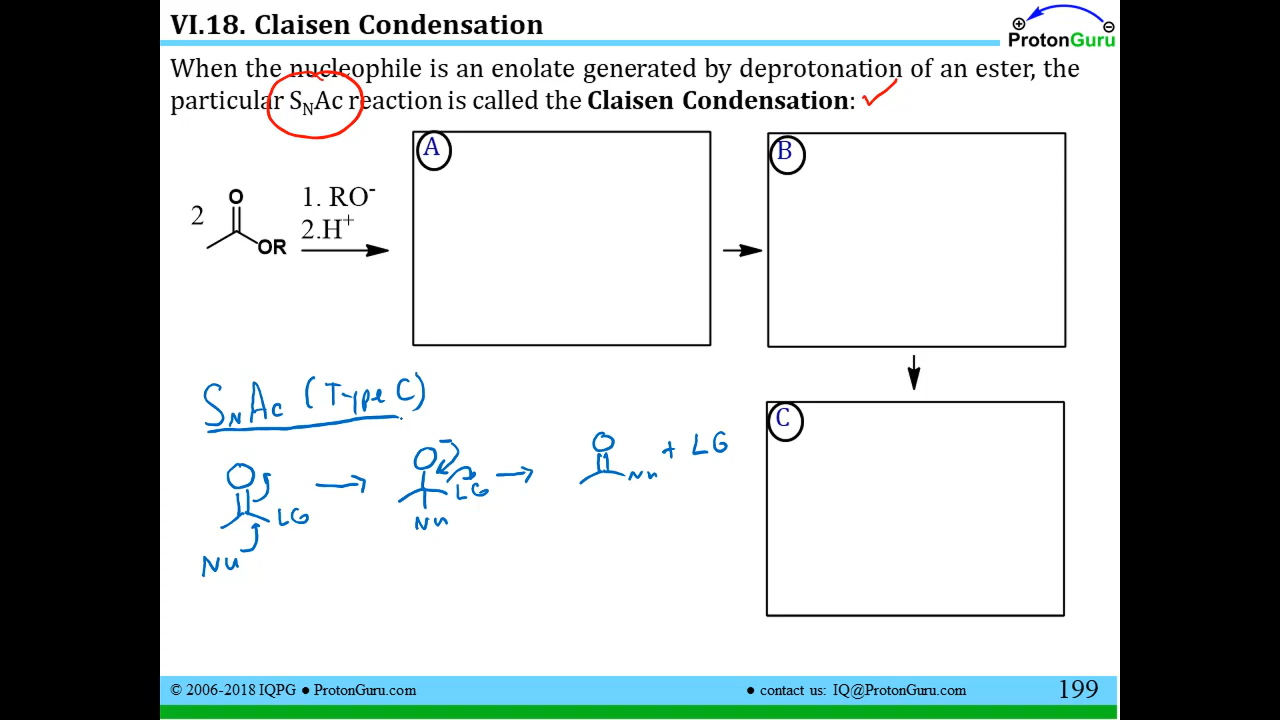 VI.18. Claisen Condensation
⊕ ⊖
ProtonGuru
When the nucleophile is an enolate generated by deprotonation of an ester, the
particular SNAc reaction is called the Claisen Condensation: ✓
A
B
O
1. RO-
2
2.H+
OR
SNAc (Type C)
C
O
O-
O
+ LG
Nu
LG
LG
Nu
Nu
© 2006-2018 IQPG ● ProtonGuru.com
● contact us: IQ@ProtonGuru.com
199